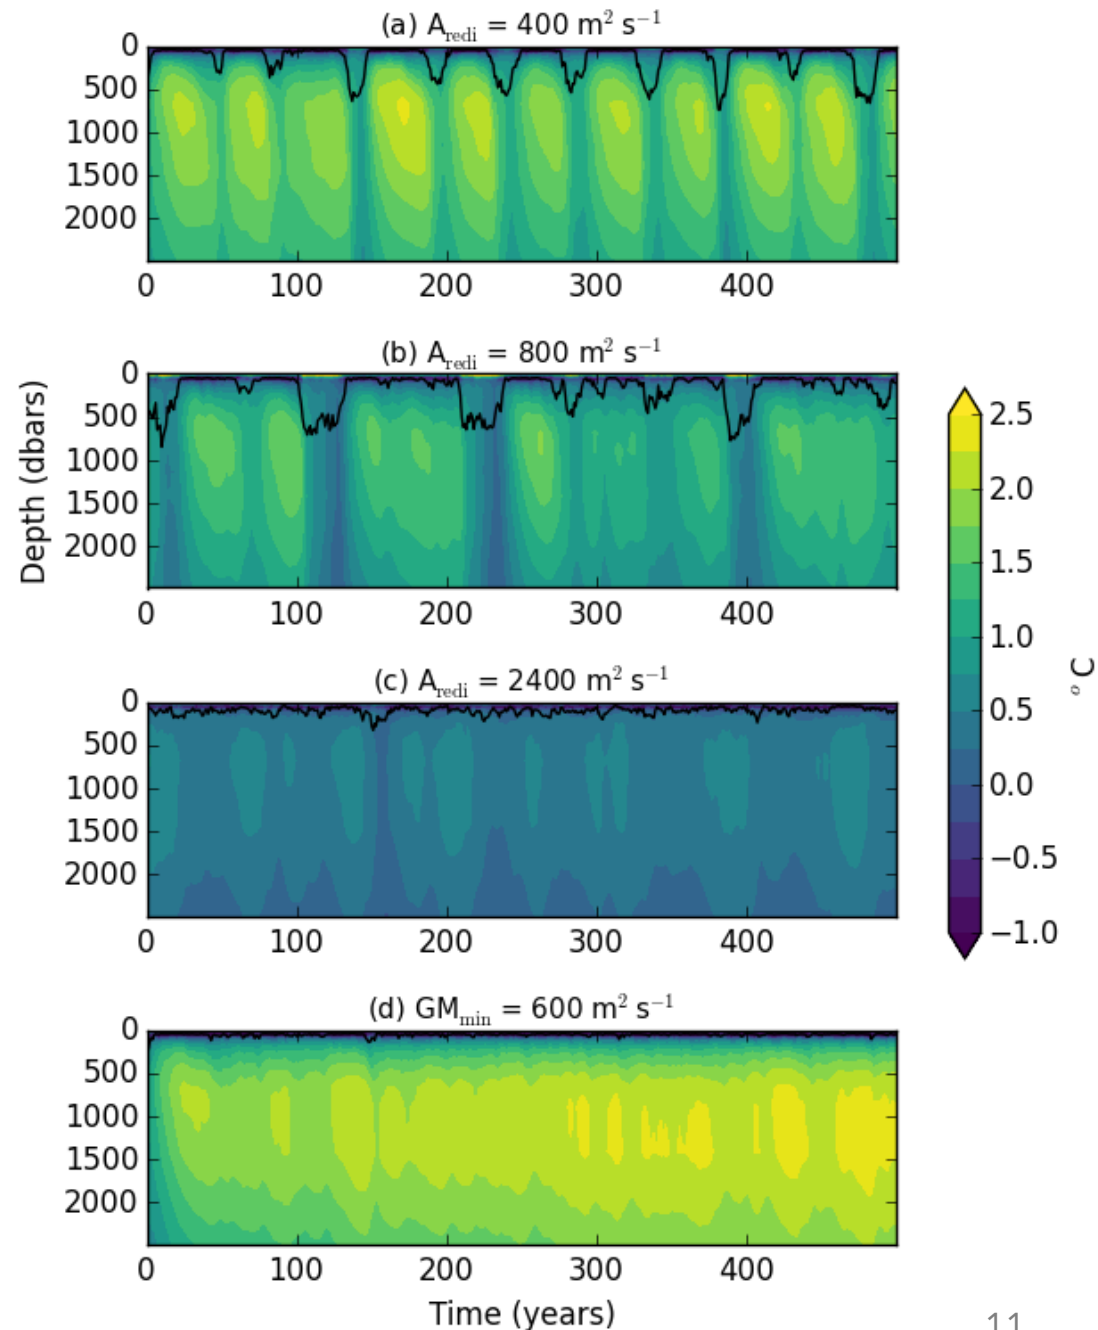 (a) A_redi = 400 m² s⁻¹
0
500
1000
1500
2000
0 100 200 300 400
(b) A_redi = 800 m² s⁻¹
0
500
1000
1500
2000
0 100 200 300 400
Depth (dbars)
(c) A_redi = 2400 m² s⁻¹
0
500
1000
1500
2000
0 100 200 300 400
2.5
2.0
1.5
1.0
0.5
0.0
−0.5
−1.0
°C
(d) GM_min = 600 m² s⁻¹
0
500
1000
1500
2000
0 100 200 300 400
Time (years)
11